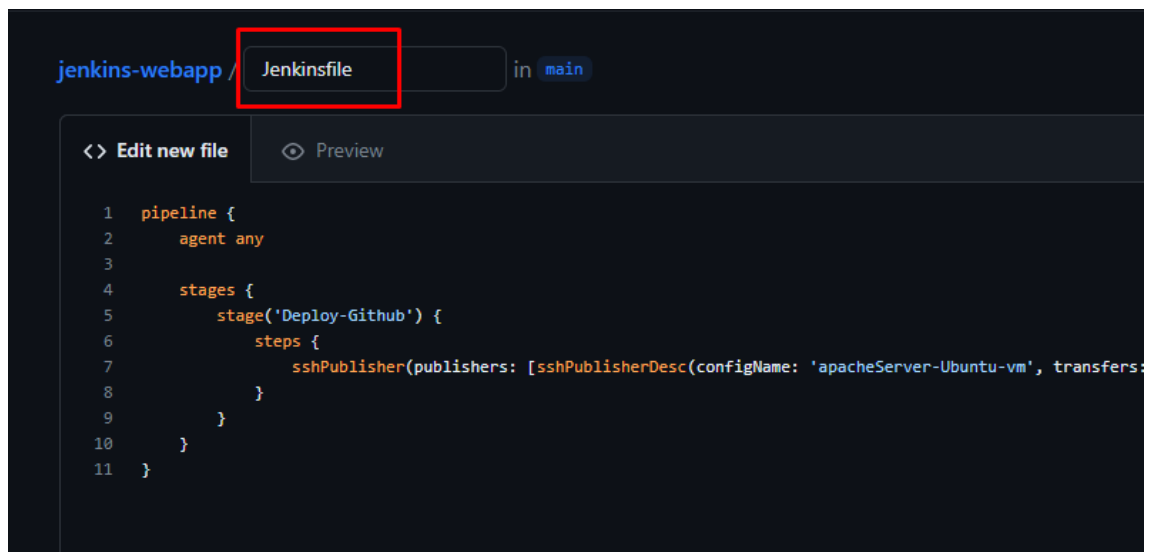 jenkins-webapp / Jenkinsfile in main
<> Edit new file Preview
1 pipeline {
2     agent any
3
4     stages {
5         stage('Deploy-Github') {
6             steps {
7                 sshPublisher(publishers: [sshPublisherDesc(configName: 'apacheServer-Ubuntu-vm', transfers:
8             }
9         }
10     }
11 }